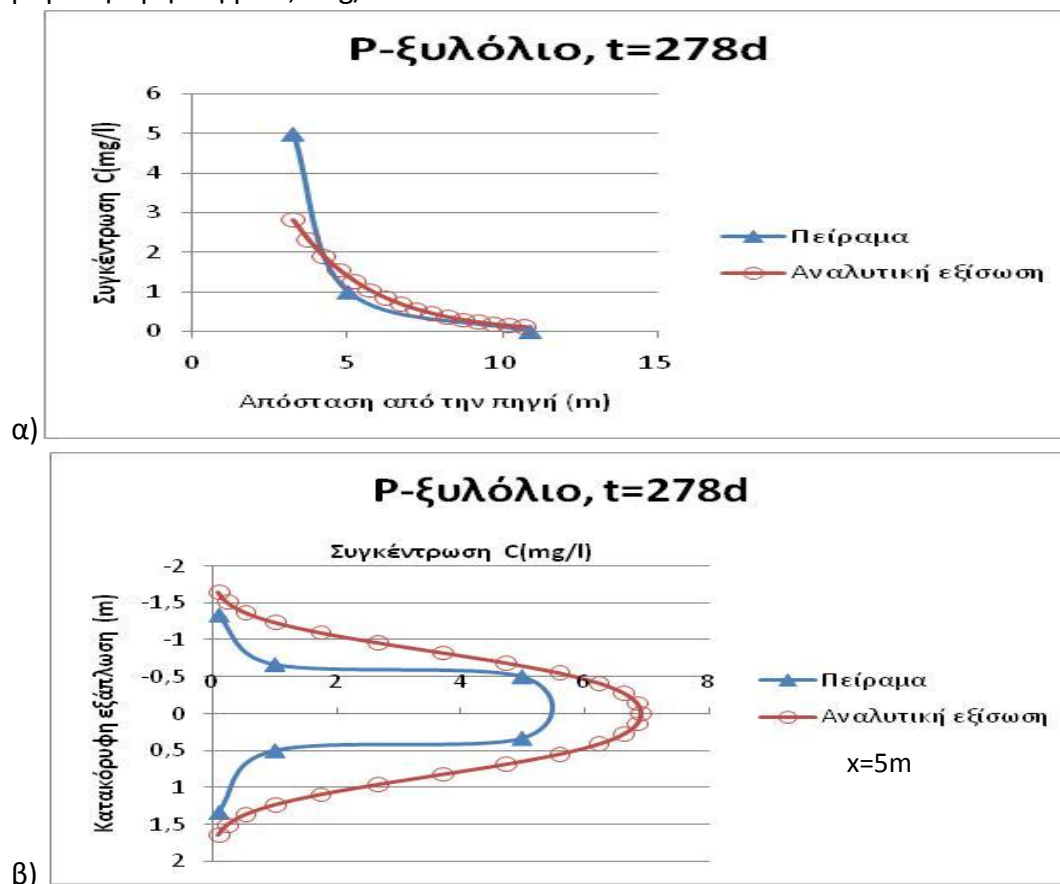 P-ξυλόλιο, t=278d
Συγκέντρωση C(mg/l)
6
5
4
3
2
1
0
0 5 10 15
Απόσταση από την πηγή (m)
Πείραμα
Αναλυτική εξίσωση
α)
P-ξυλόλιο, t=278d
Συγκέντρωση C(mg/l)
Κατακόρυφη εξάπλωση (m)
-2
-1,5
-1
-0,5
0
0,5
1
1,5
2
0 2 4 6 8
Πείραμα
Αναλυτική εξίσωση
x=5m
β)